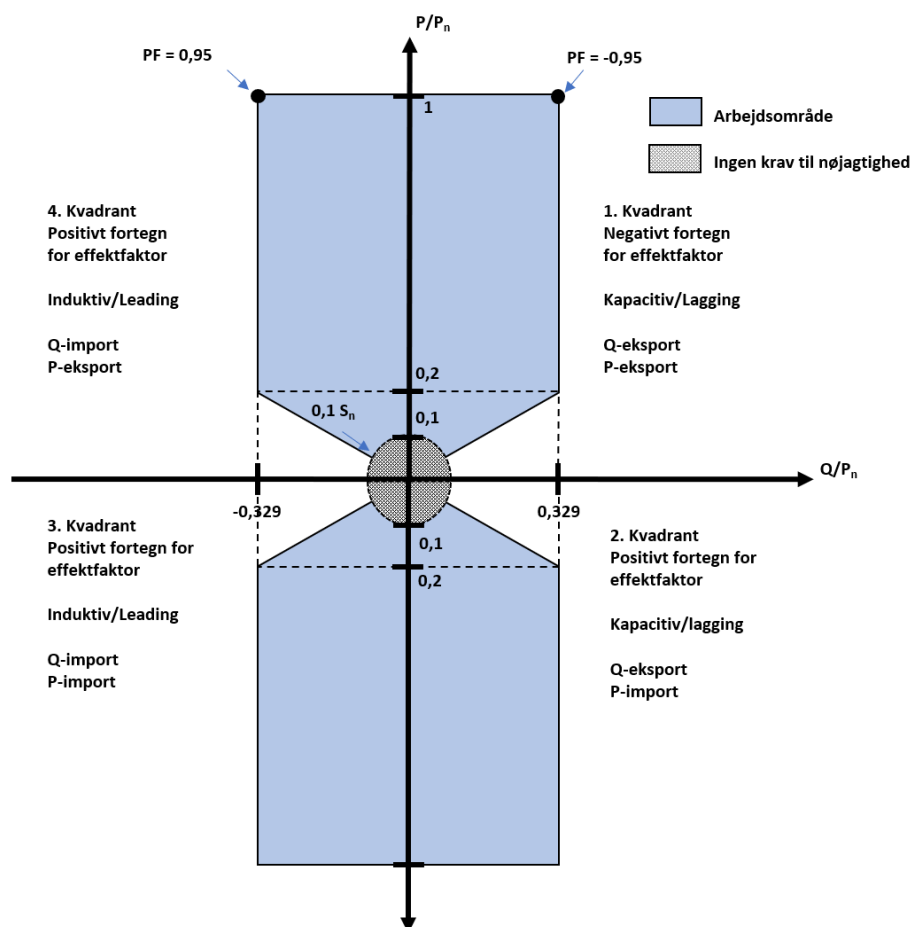 P/Pn
PF = 0,95
PF = -0,95
1
Arbejdsområde
Ingen krav til nøjagtighed
4. Kvadrant
Positivt fortegn
for effektfaktor
Induktiv/Leading
Q-import
P-eksport
1. Kvadrant
Negativt fortegn
for effektfaktor
Kapacitiv/Lagging
Q-eksport
P-eksport
0,2
0,1 Sn
0,1
Q/Pn
-0,329
0,329
3. Kvadrant
Positivt fortegn for
effektfaktor
Induktiv/Leading
Q-import
P-import
0,1
0,2
2. Kvadrant
Positivt fortegn for
effektfaktor
Kapacitiv/lagging
Q-eksport
P-import